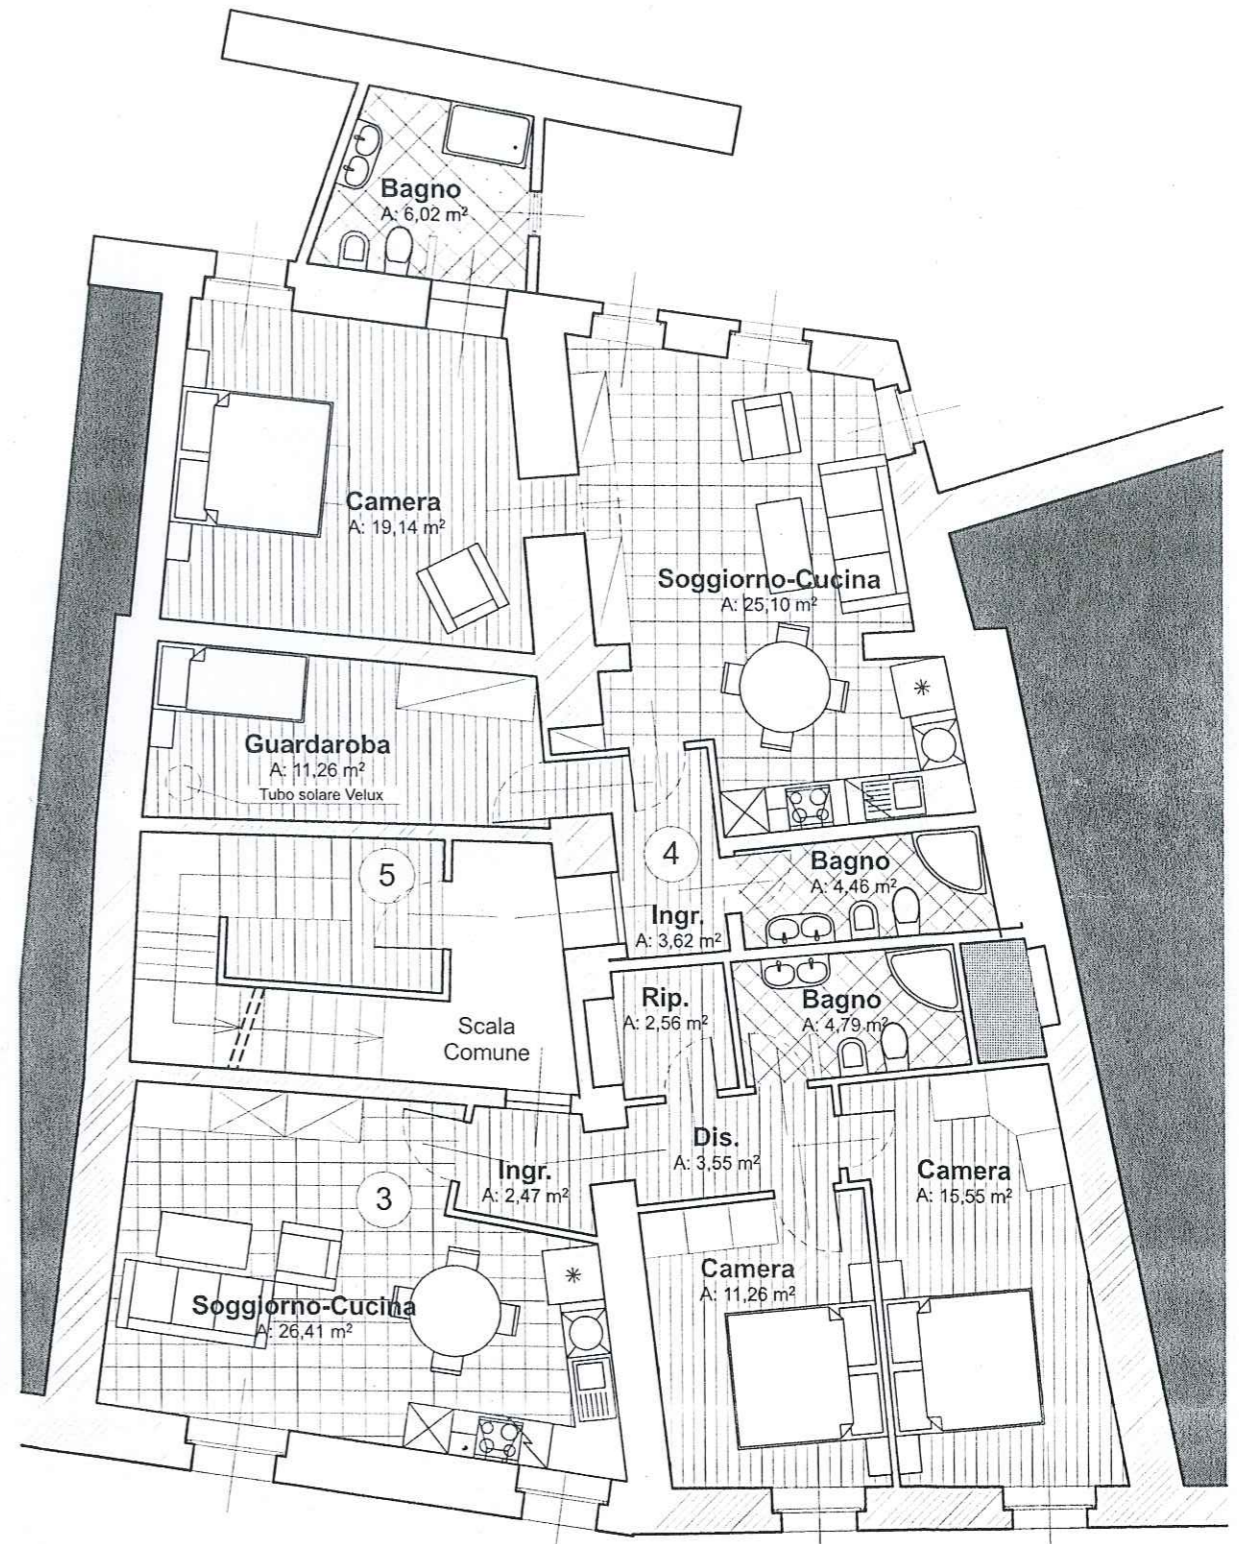 Bagno
A: 6,02 m²
Camera
A: 19,14 m²
Soggiorno-Cucina
A: 25,10 m²
Guardaroba
A: 11,26 m²
Tubo solare Velux
4
5
Bagno
A: 4,46 m²
Ingr.
A: 3,62 m²
Rip.
A: 2,56 m²
Bagno
A: 4,79 m²
Scala
Comune
Dis.
A: 3,55 m²
Ingr.
A: 2,47 m²
Camera
A: 15,55 m²
3
Camera
A: 11,26 m²
Soggiorno-Cucina
A: 26,41 m²